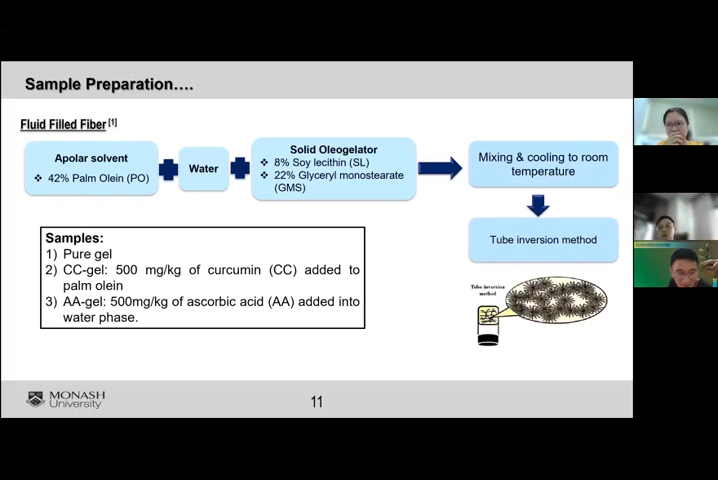 Sample Preparation....
Fluid Filled Fiber [1]
Apolar solvent
❖ 42% Palm Olein (PO)
Water
Solid Oleogelator
❖ 8% Soy lecithin (SL)
❖ 22% Glyceryl monostearate
(GMS)
Mixing & cooling to room
temperature
Tube inversion method
Samples:
1) Pure gel
2) CC-gel: 500 mg/kg of curcumin (CC) added to
palm olein
3) AA-gel: 500mg/kg of ascorbic acid (AA) added into
water phase.
Tube inversion
method
MONASH
University
11